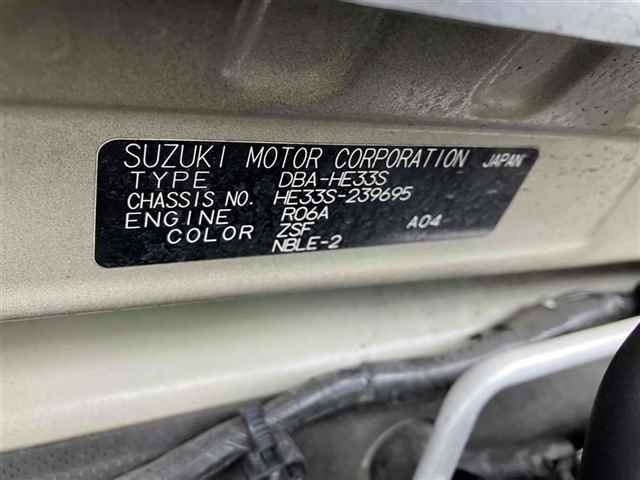 SUZUKI MOTOR CORPORATION JAPAN
TYPE DBA-HE33S
CHASSIS NO. HE33S-239695
ENGINE R06A
COLOR ZSF A04
NBLE-2